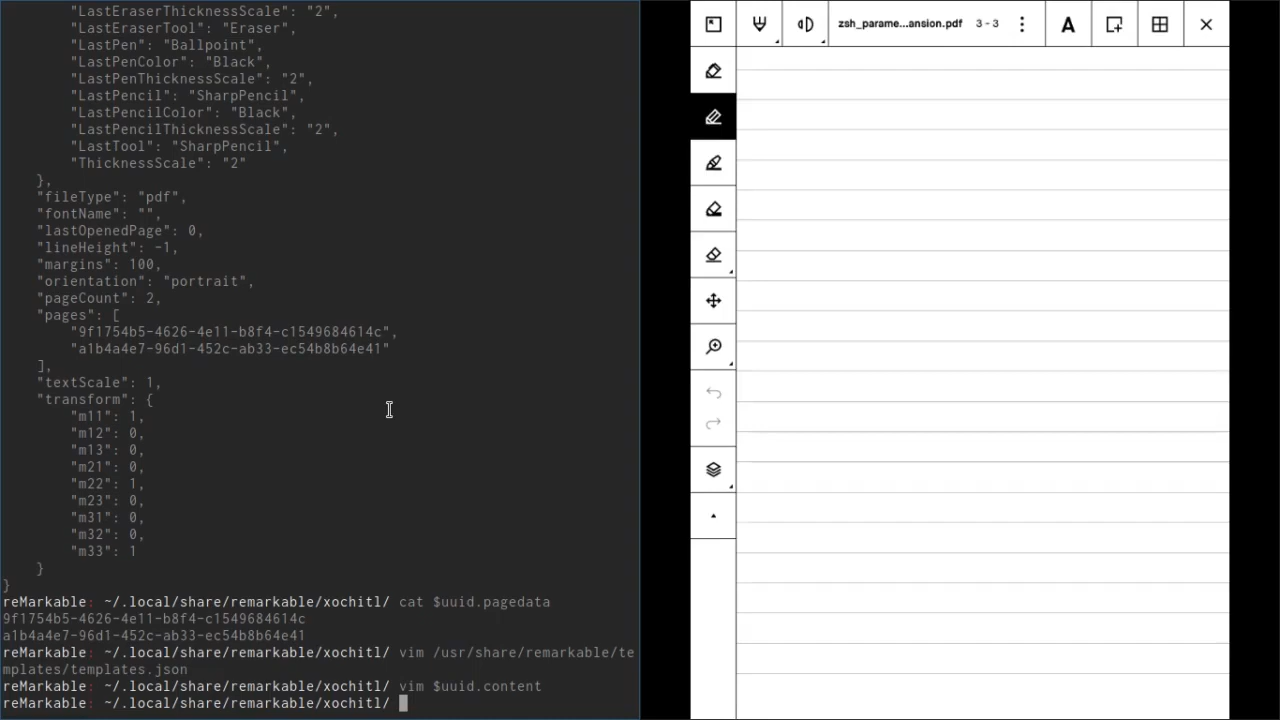 "LastEraserThicknessScale": "2",
"LastEraserTool": "Eraser",
"LastPen": "Ballpoint",
"LastPenColor": "Black",
"LastPenThicknessScale": "2",
"LastPencil": "SharpPencil",
"LastPencilColor": "Black",
"LastPencilThicknessScale": "2",
"LastTool": "SharpPencil",
"ThicknessScale": "2"
},
"fileType": "pdf",
"fontName": "",
"lastOpenedPage": 0,
"lineHeight": -1,
"margins": 100,
"orientation": "portrait",
"pageCount": 2,
"pages": [
"9f1754b5-4626-4e11-b8f4-c1549684614c",
"a1b4a4e7-96d1-452c-ab33-ec54b8b64e41"
],
"textScale": 1,
"transform": {
"m11": 1,
"m12": 0,
"m13": 0,
"m21": 0,
"m22": 1,
"m23": 0,
"m31": 0,
"m32": 0,
"m33": 1
}
}
reMarkable: ~/.local/share/remarkable/xochitl/ cat $uuid.pagedata
9f1754b5-4626-4e11-b8f4-c1549684614c
a1b4a4e7-96d1-452c-ab33-ec54b8b64e41
reMarkable: ~/.local/share/remarkable/xochitl/ vim /usr/share/remarkable/te
mplates/templates.json
reMarkable: ~/.local/share/remarkable/xochitl/ vim $uuid.content
reMarkable: ~/.local/share/remarkable/xochitl/
zsh_parame...ansion.pdf 3 - 3
A